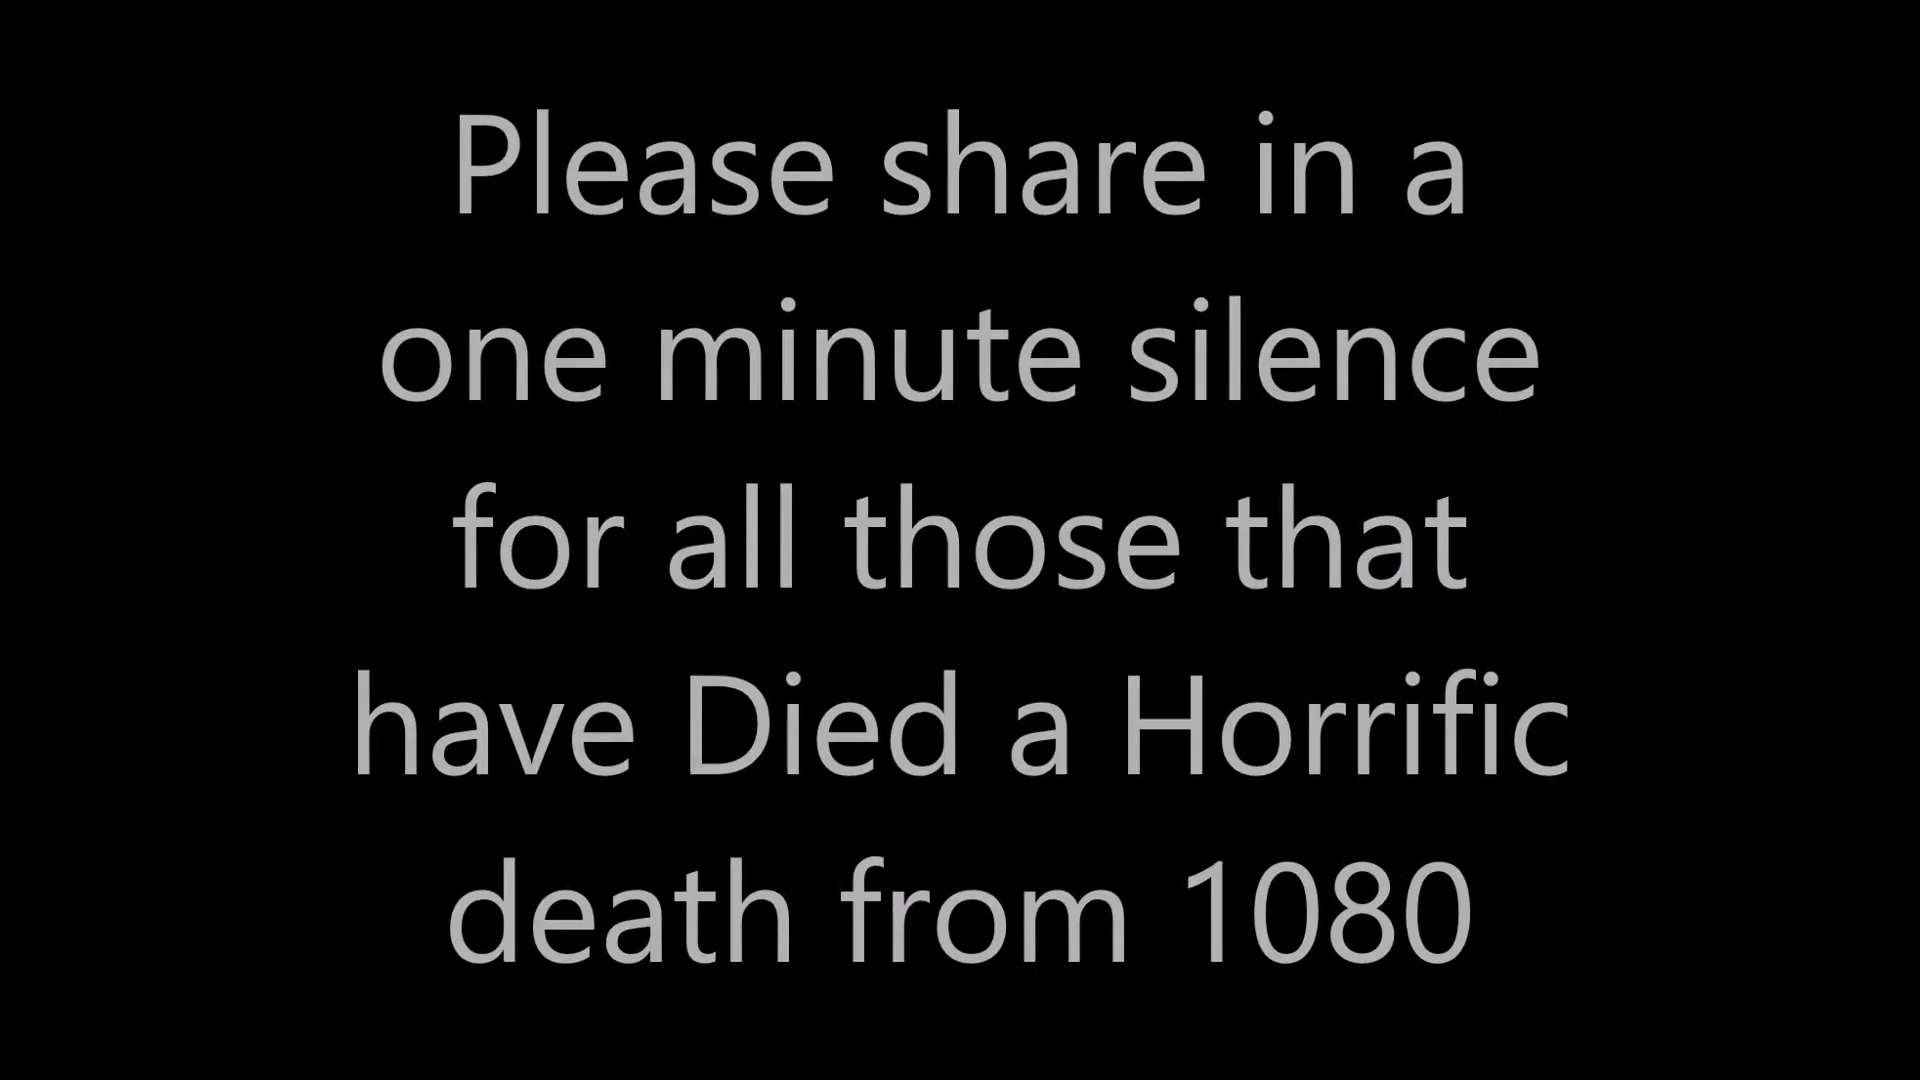 Please share in a
one minute silence
for all those that
have Died a Horrific
death from 1080